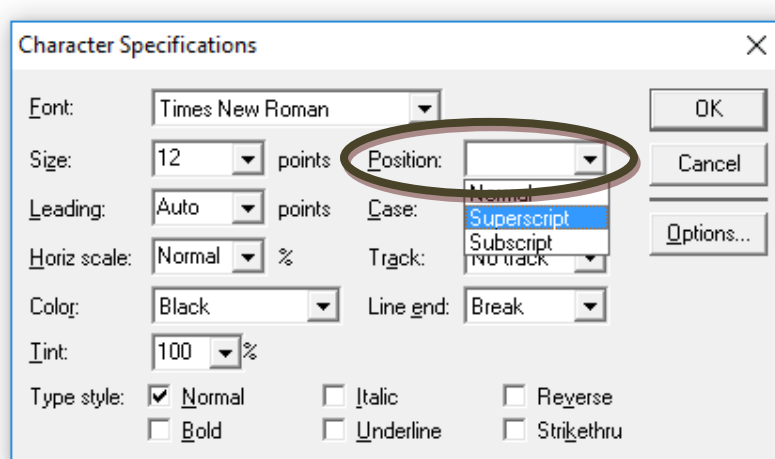 Character Specifications
Font: Times New Roman OK
Size: 12 points Position: Cancel
Normal
Leading: Auto points Case: Superscript Options...
Subscript
Horiz scale: Normal % Track: No track
Color: Black Line end: Break
Tint: 100 %
Type style: Normal Italic Reverse
Bold Underline Strikethru